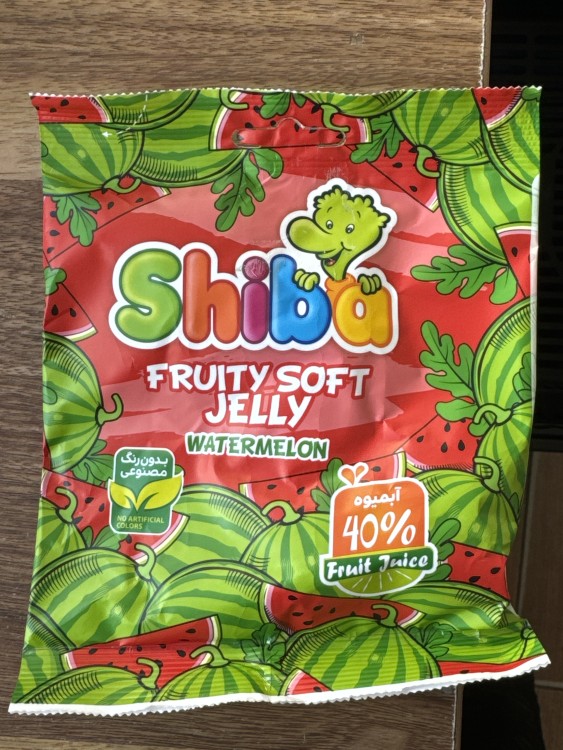 Shiba
FRUITY SOFT
JELLY
WATERMELON
بدون رنگ
مصنوعی
NO ARTIFICIAL
COLORS
آبمیوه
40%
Fruit Juice